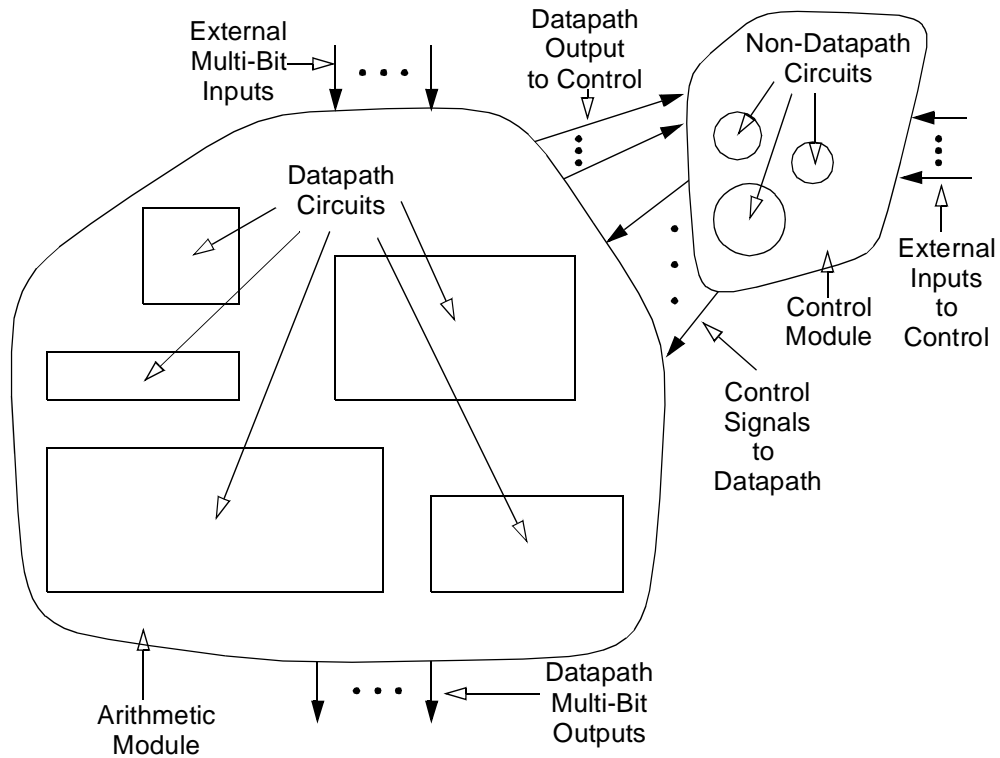 External
Multi-Bit
Inputs
Datapath
Output
to Control
Non-Datapath
Circuits
Datapath
Circuits
External
Inputs
to
Control
Control
Module
Control
Signals
to
Datapath
Arithmetic
Module
Datapath
Multi-Bit
Outputs